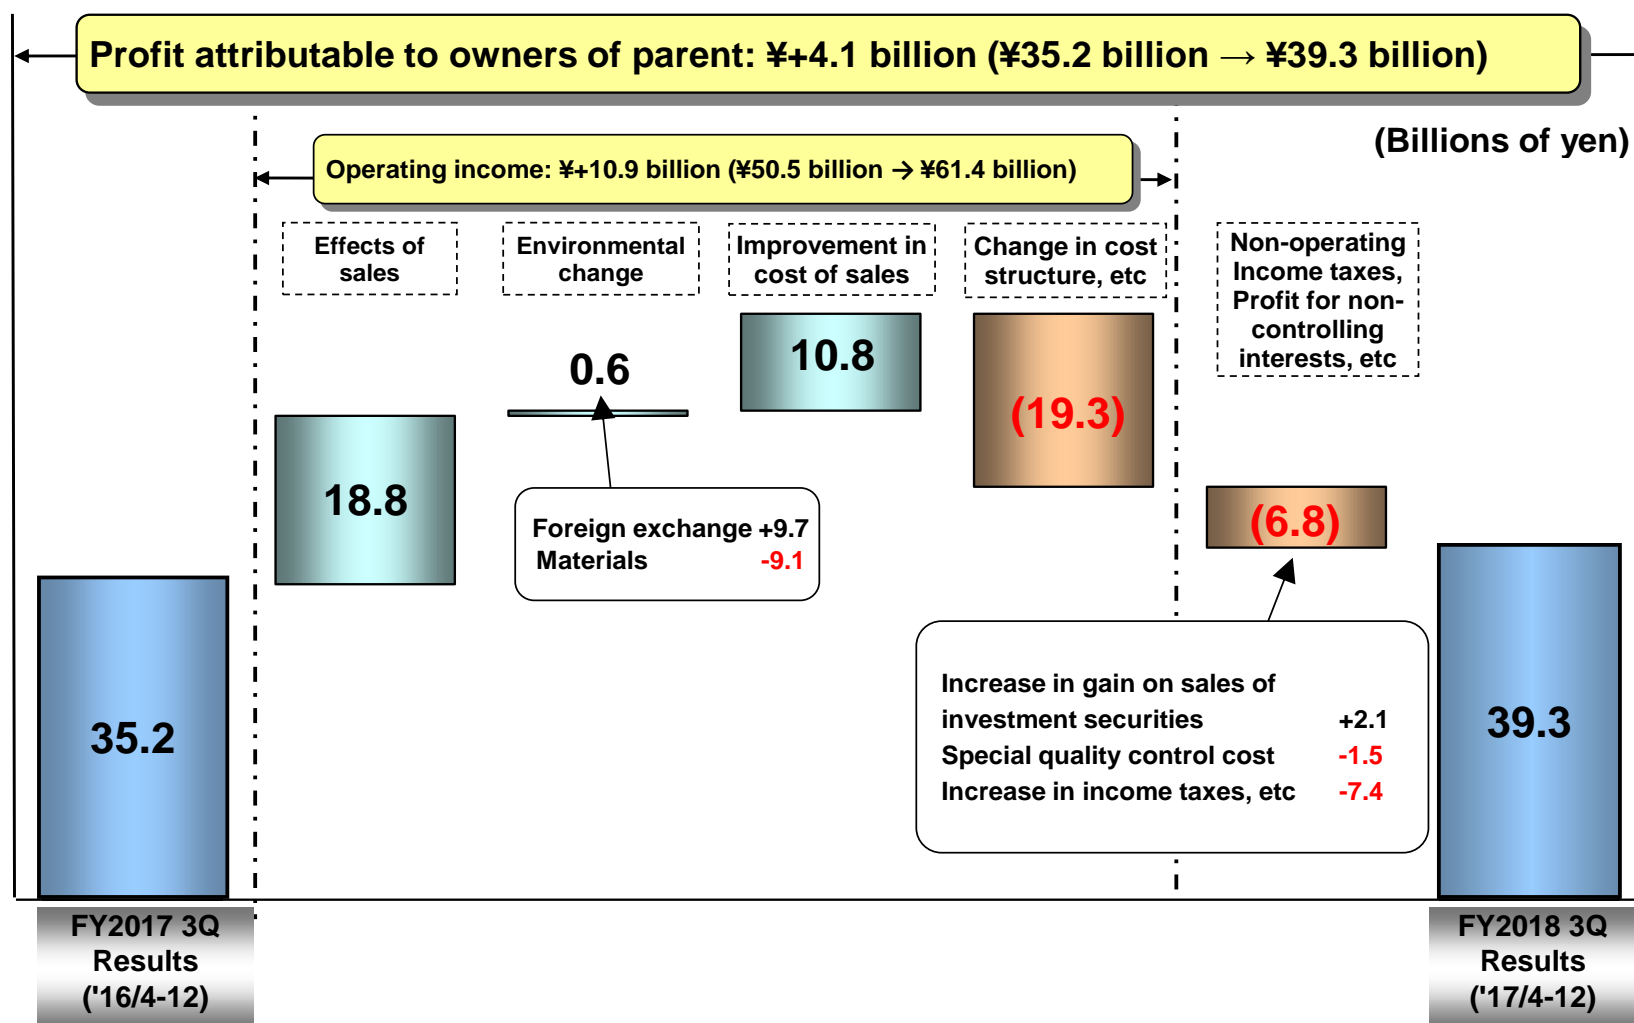 Profit attributable to owners of parent: ¥+4.1 billion (¥35.2 billion → ¥39.3 billion)
(Billions of yen)
Operating income: ¥+10.9 billion (¥50.5 billion → ¥61.4 billion)
Effects of
sales
Environmental
change
Improvement in
cost of sales
Change in cost
structure, etc
Non-operating
Income taxes,
Profit for non-
controlling
interests, etc
0.6
10.8
(19.3)
18.8
(6.8)
Foreign exchange +9.7
Materials -9.1
35.2
39.3
Increase in gain on sales of
investment securities +2.1
Special quality control cost -1.5
Increase in income taxes, etc -7.4
FY2017 3Q
Results
('16/4-12)
FY2018 3Q
Results
('17/4-12)